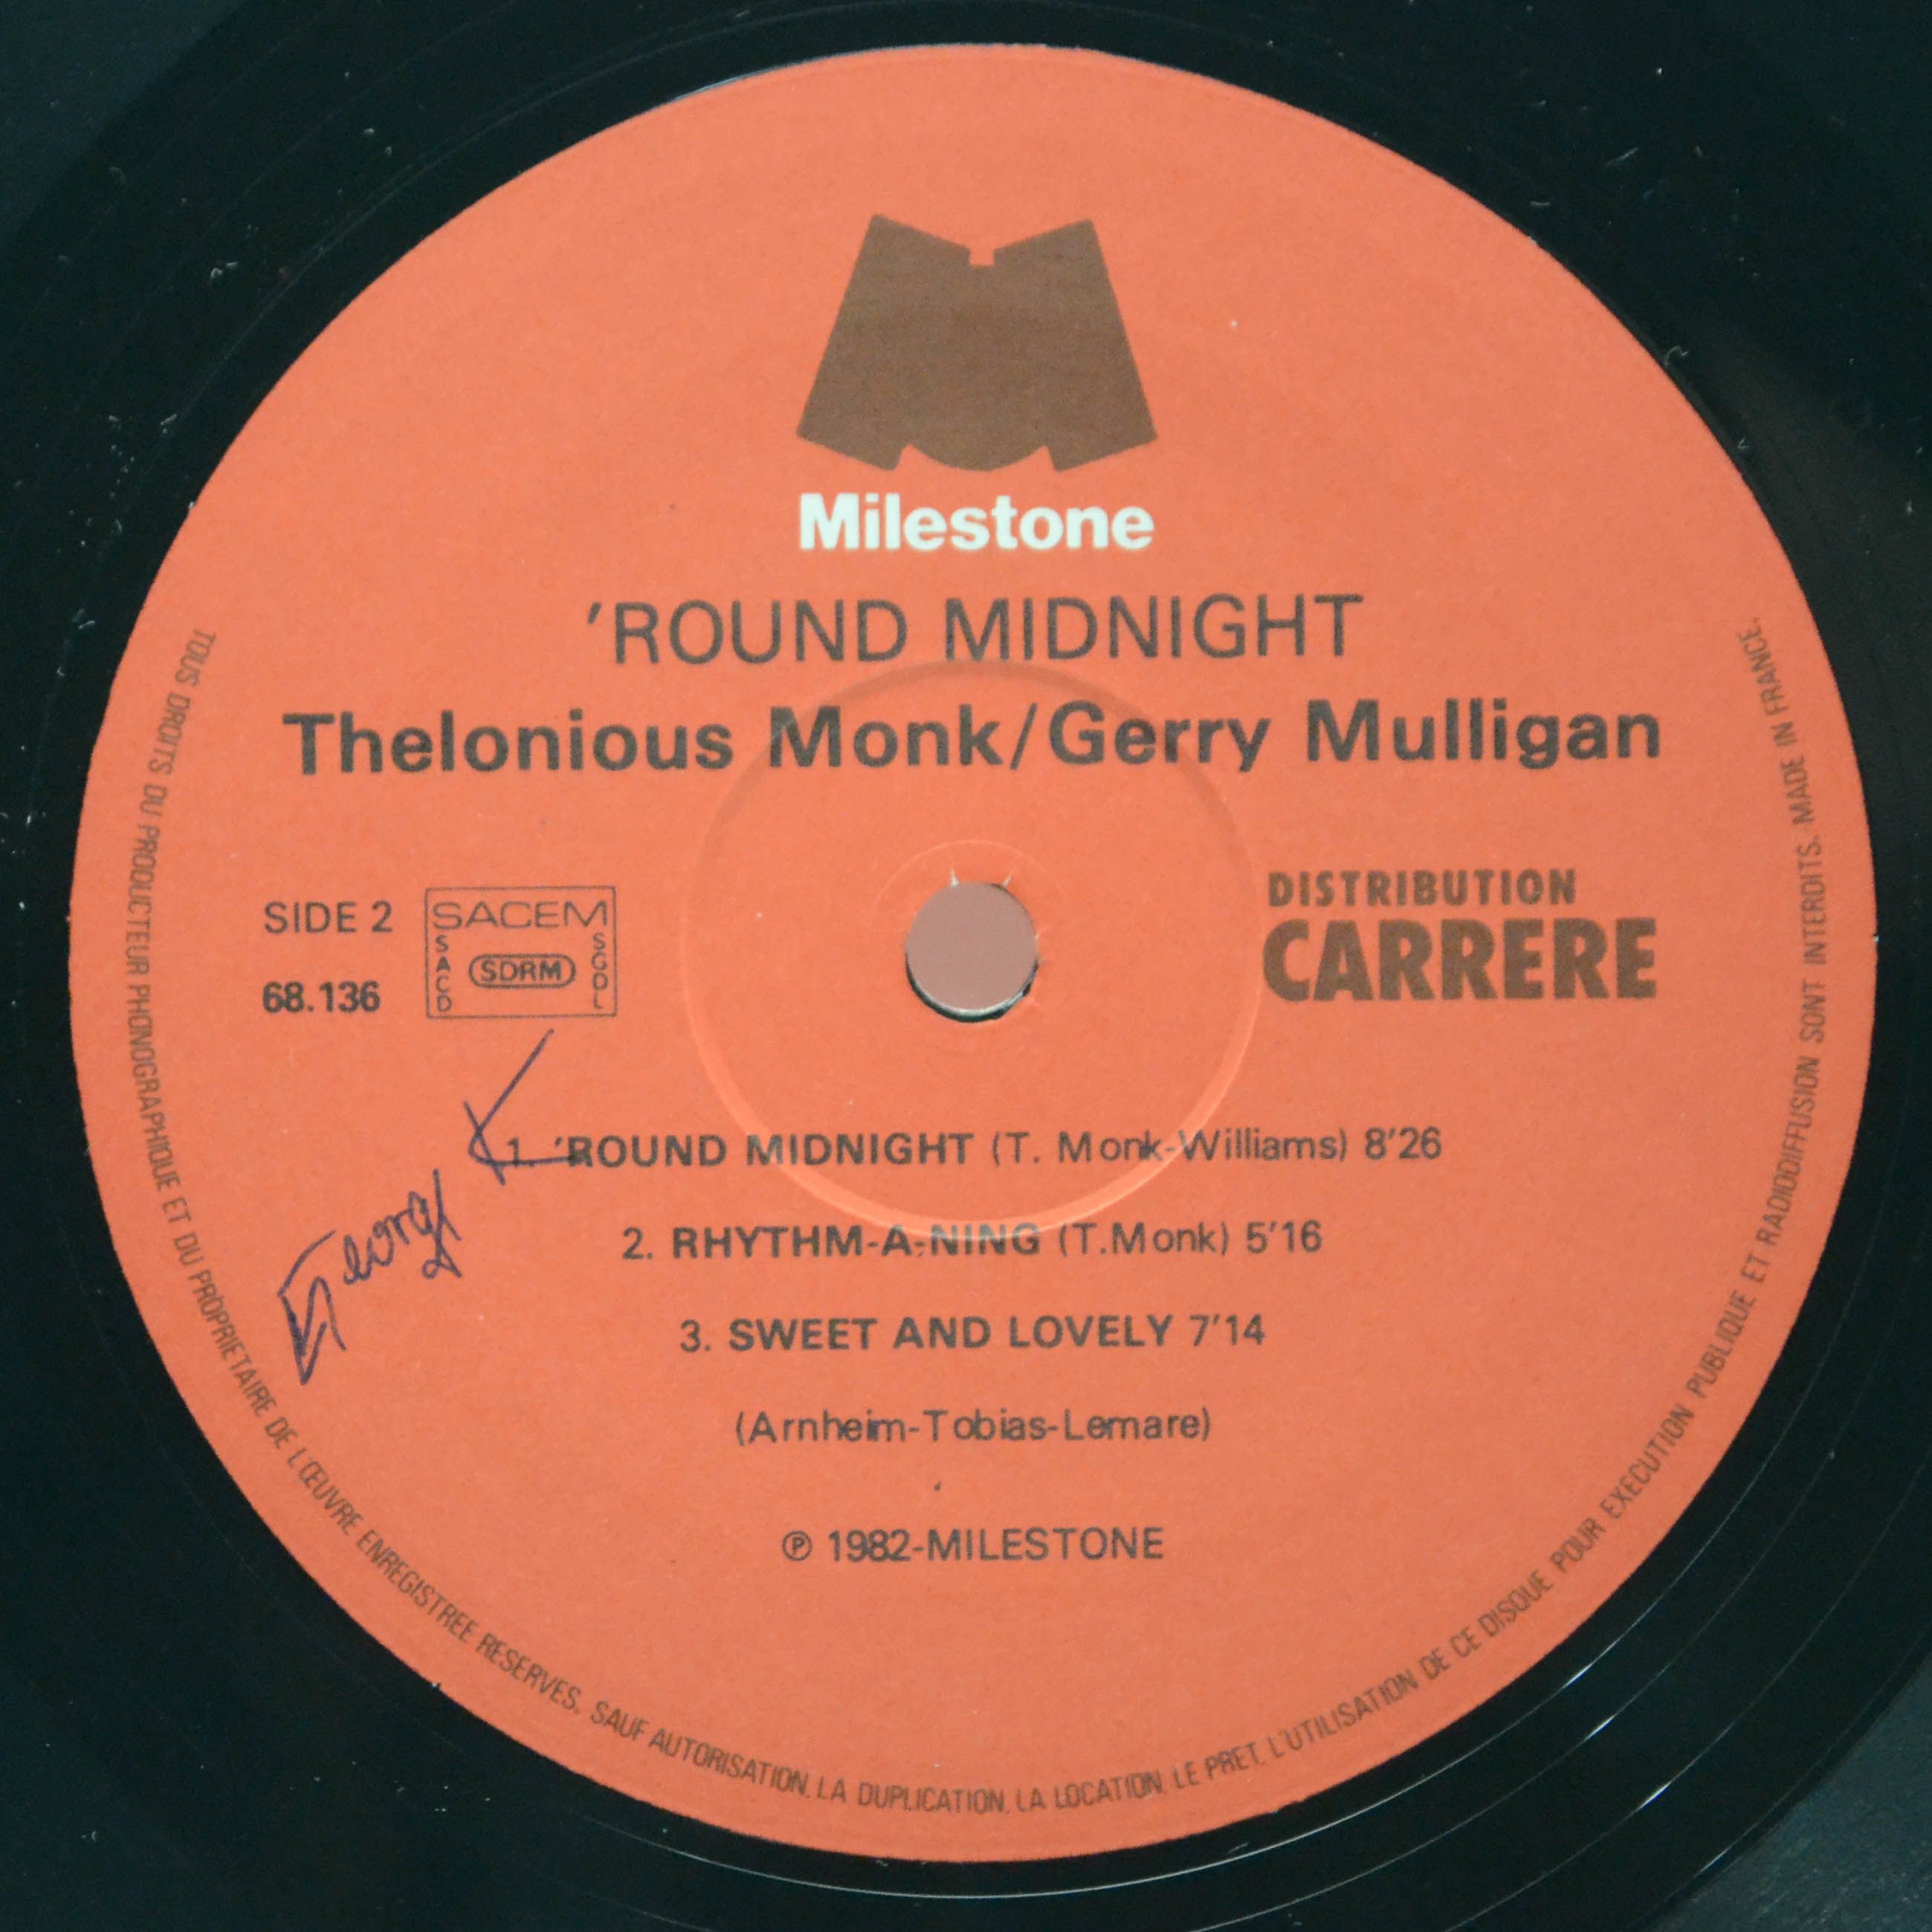 Milestone
'ROUND MIDNIGHT
Thelonious Monk/Gerry Mulligan
SIDE 2
68.136
SACEM
SACD
SDRM
SGDL
DISTRIBUTION
CARRERE
George K
1. 'ROUND MIDNIGHT (T. Monk-Williams) 8'26
2. RHYTHM-A-NING (T.Monk) 5'16
3. SWEET AND LOVELY 7'14
(Arnheim-Tobias-Lemare)
℗ 1982-MILESTONE
TOUS DROITS DU PRODUCTEUR PHONOGRAPHIQUE ET DU PROPRIETAIRE DE L'ŒUVRE ENREGISTREE RESERVES, SAUF AUTORISATION, LA DUPLICATION, LA LOCATION, LE PRET, L'UTILISATION DE CE DISQUE POUR EXECUTION PUBLIQUE ET RADIODIFFUSION SONT INTERDITS. MADE IN FRANCE.